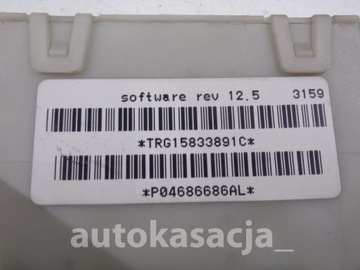 software rev 12.5 3159
*TRG15833891C*
*P04686686AL*
autokasacja_